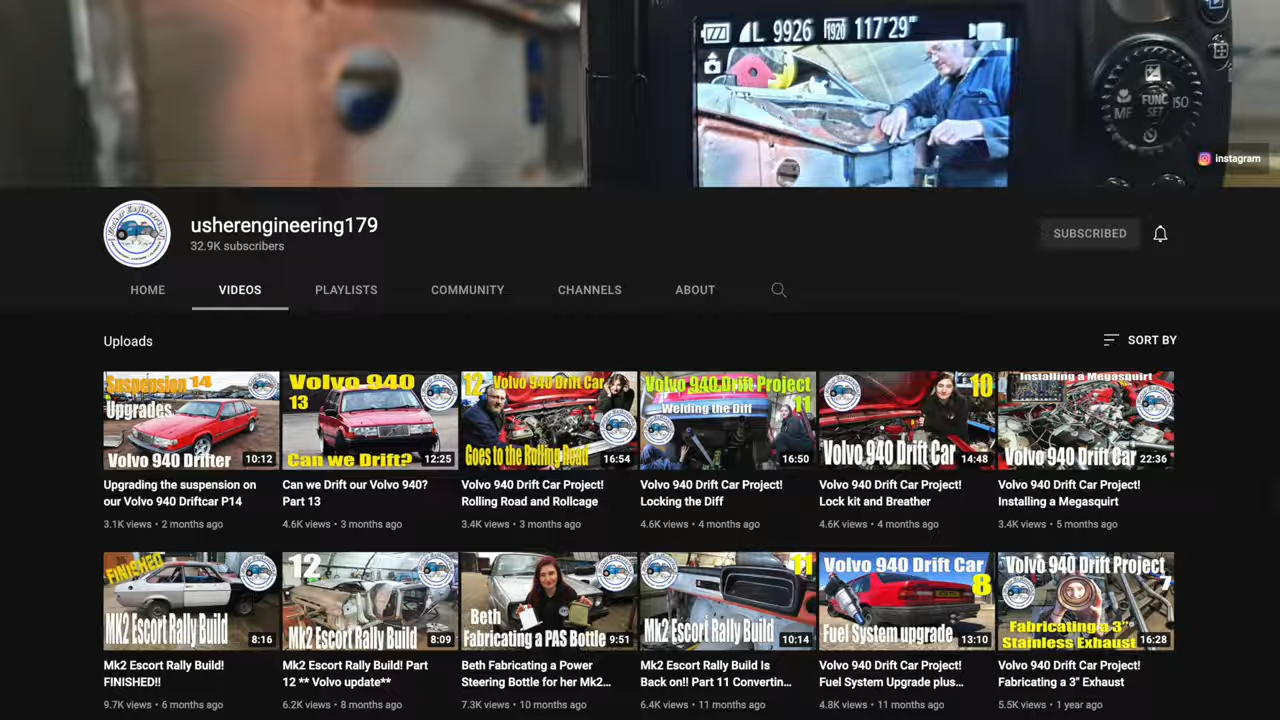 L 9926 1920 117'29"
FUNC
SET
ISO
MF
instagram
usherengineering179
32.9K subscribers
SUBSCRIBED
HOME VIDEOS PLAYLISTS COMMUNITY CHANNELS ABOUT
Uploads
SORT BY
Suspension 14
Upgrades
Volvo 940 Drifter
10:12
Volvo 940
13
Can we Drift?
12:25
12 Volvo 940 Drift Car
Goes to the Rolling Road
16:54
Volvo 940 Drift Project
Welding the Diff 11
16:50
10
Volvo 940 Drift Car
14:48
Installing a Megasquirt
Volvo 940 Drift Car
22:36
Upgrading the suspension on
our Volvo 940 Driftcar P14
3.1K views • 2 months ago
Can we Drift our Volvo 940?
Part 13
4.6K views • 3 months ago
Volvo 940 Drift Car Project!
Rolling Road and Rollcage
3.4K views • 3 months ago
Volvo 940 Drift Car Project!
Locking the Diff
4.6K views • 4 months ago
Volvo 940 Drift Car Project!
Lock kit and Breather
4.6K views • 4 months ago
Volvo 940 Drift Car Project!
Installing a Megasquirt
3.4K views • 5 months ago
FINISHED
Mk2 Escort Rally Build
8:16
12
Mk2 Escort Rally Build
8:09
Beth
Fabricating a PAS Bottle
9:51
11
Mk2 Escort Rally Build
10:14
Volvo 940 Drift Car
8
Fuel System upgrade
13:10
Volvo 940 Drift Project
7
Fabricating a 3"
Stainless Exhaust
16:28
Mk2 Escort Rally Build!
FINISHED!!
9.7K views • 6 months ago
Mk2 Escort Rally Build! Part
12 ** Volvo update**
6.2K views • 8 months ago
Beth Fabricating a Power
Steering Bottle for her Mk2...
7.3K views • 10 months ago
Mk2 Escort Rally Build Is
Back on!! Part 11 Convertin...
6.4K views • 11 months ago
Volvo 940 Drift Car Project!
Fuel System Upgrade plus...
4.8K views • 11 months ago
Volvo 940 Drift Car Project!
Fabricating a 3" Exhaust
5.5K views • 1 year ago